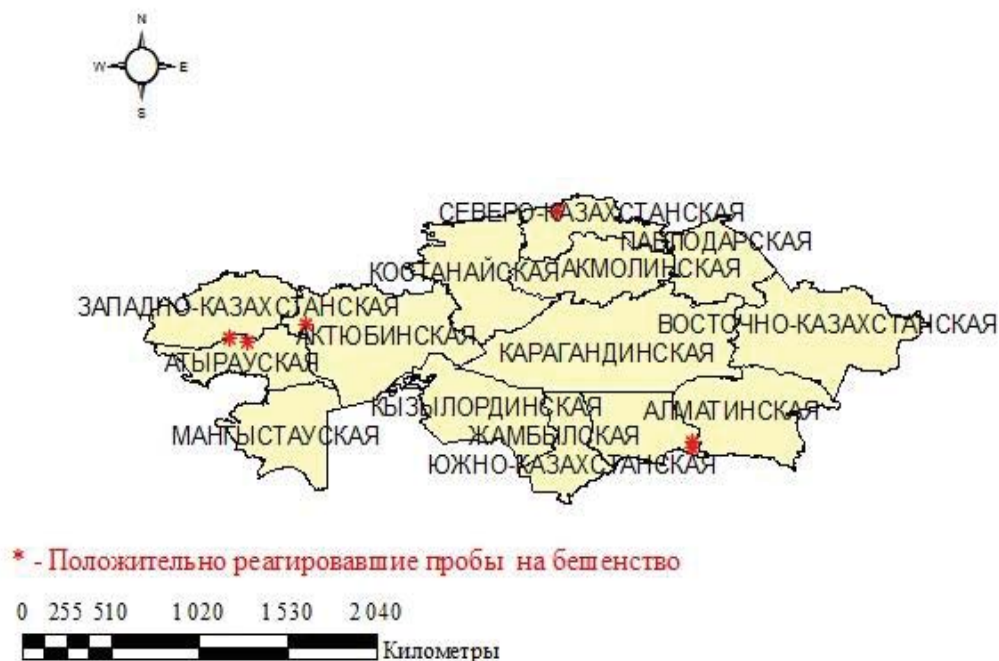 N
W E
S
СЕВЕРО-КАЗАХСТАНСКАЯ
ПАВЛОДАРСКАЯ
КОСТАНАЙСКАЯ
АКМОЛИНСКАЯ
ЗАПАДНО-КАЗАХСТАНСКАЯ
ВОСТОЧНО-КАЗАХСТАНСКАЯ
АКТЮБИНСКАЯ
КАРАГАНДИНСКАЯ
АТЫРАУСКАЯ
КЫЗЫЛОРДИНСКАЯ
АЛМАТИНСКАЯ
МАНГЫСТАУСКАЯ
ЖАМБЫЛСКАЯ
ЮЖНО-КАЗАХСТАНСКАЯ
* - Положительно реагировавшие пробы на бешенство
0 255 510 1 020 1 530 2 040
Километры